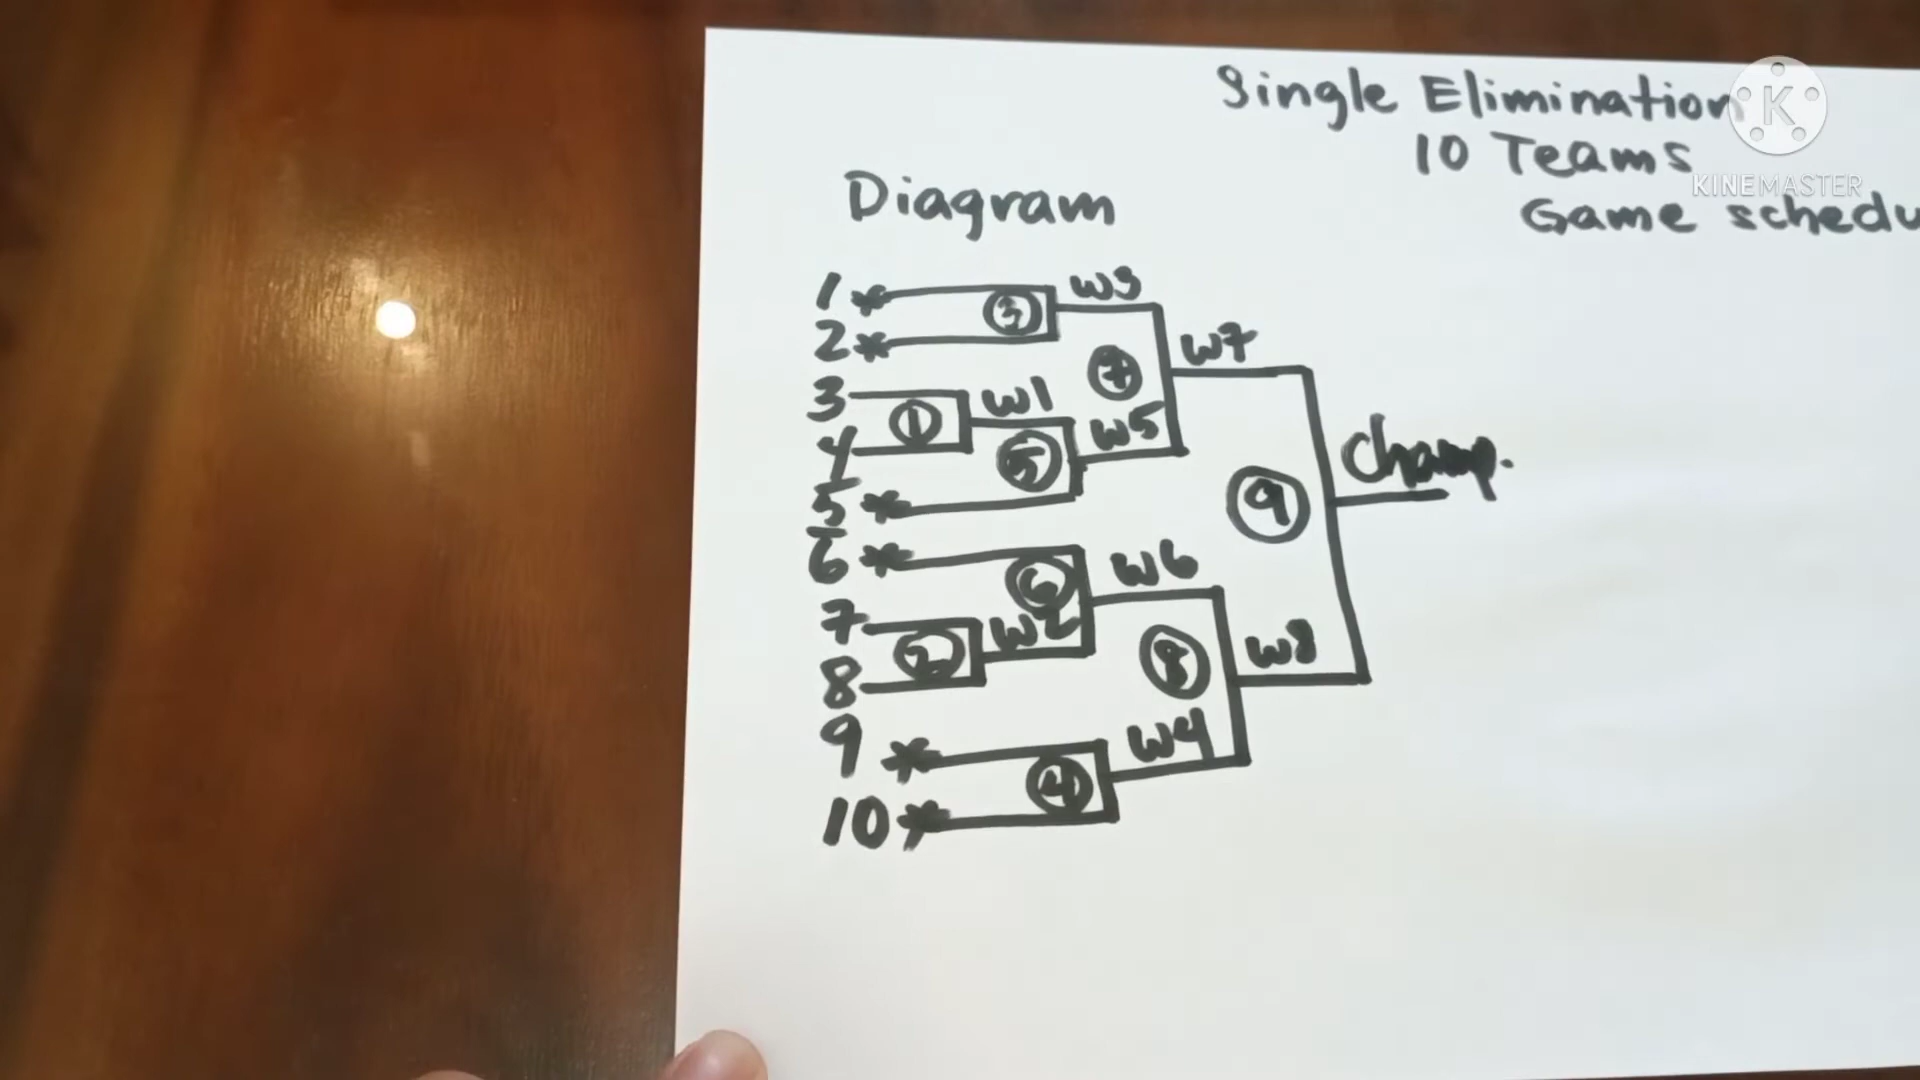 Single Elimination
10 Teams
KINEMASTER
Game schedu
Diagram
1
2
3
4
5
6
7
8
9
10
3
W3
7
W7
1
W1
5
W5
9
Champ.
6
W6
2
W2
8
W8
4
W4